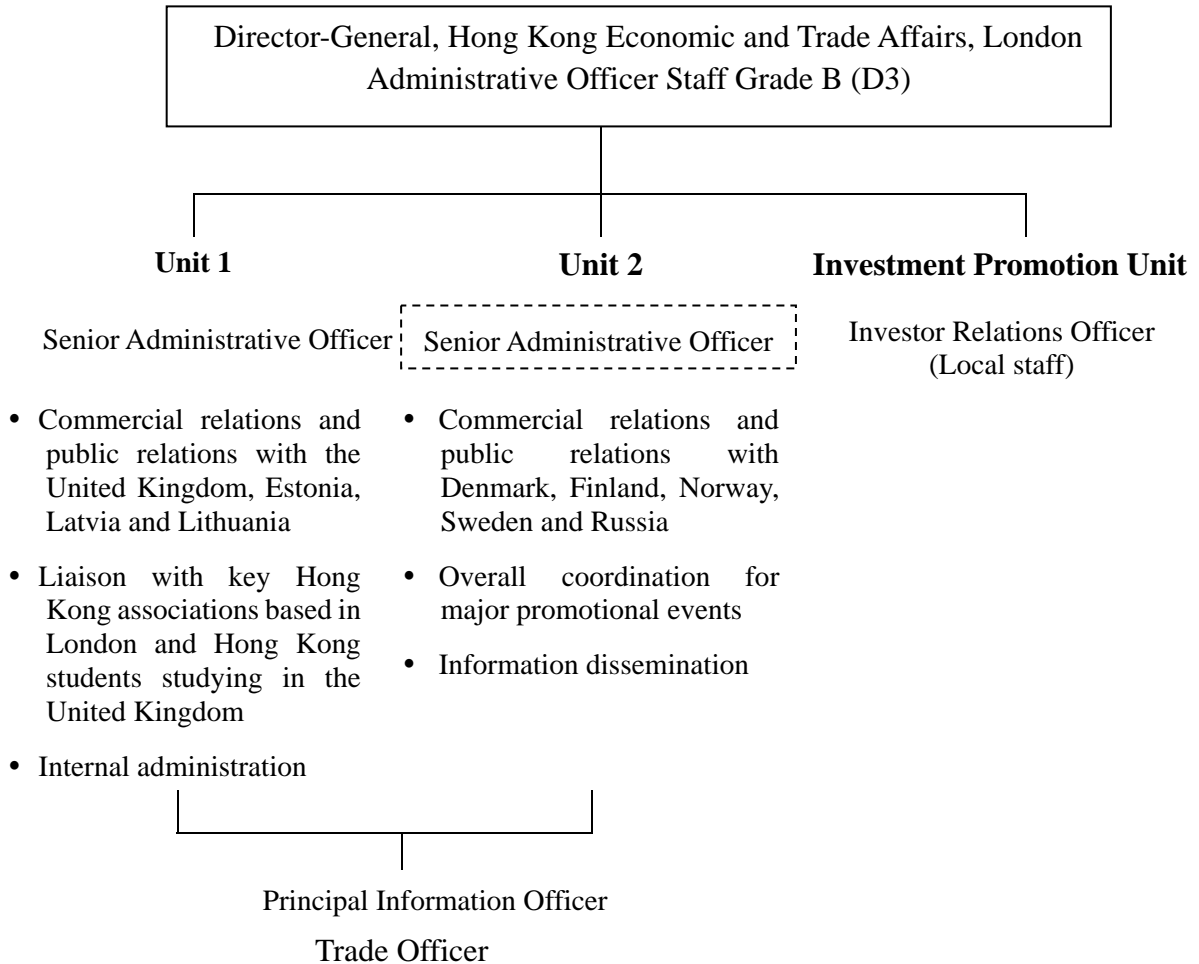 Director-General, Hong Kong Economic and Trade Affairs, London
Administrative Officer Staff Grade B (D3)
Unit 1
Senior Administrative Officer
• Commercial relations and
public relations with the
United Kingdom, Estonia,
Latvia and Lithuania
• Liaison with key Hong
Kong associations based in
London and Hong Kong
students studying in the
United Kingdom
• Internal administration
Unit 2
Senior Administrative Officer
• Commercial relations and
public relations with
Denmark, Finland, Norway,
Sweden and Russia
• Overall coordination for
major promotional events
• Information dissemination
Investment Promotion Unit
Investor Relations Officer
(Local staff)
Principal Information Officer
Trade Officer